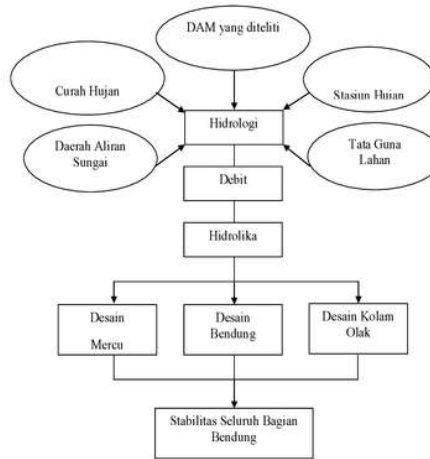 DAM yang diteliti
Curah Hujan
Stasiun Hujan
Hidrologi
Daerah Aliran
Sungai
Tata Guna
Lahan
Debit
Hidrolika
Desain
Mercu
Desain
Bendung
Desain Kolam
Olak
Stabilitas Seluruh Bagian
Bendung